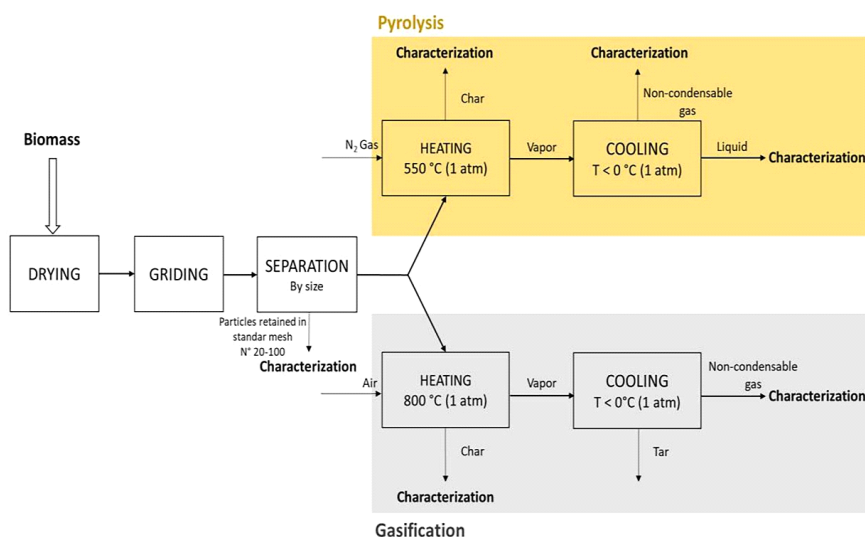 Pyrolysis
Characterization
Characterization
Char
Non-condensable
gas
Biomass
N₂ Gas
HEATING
550 °C (1 atm)
Vapor
COOLING
T < 0 °C (1 atm)
Liquid
Characterization
DRYING
GRIDING
SEPARATION
By size
Particles retained in
standar mesh
N° 20-100
Characterization
Air
HEATING
800 °C (1 atm)
Vapor
COOLING
T < 0°C (1 atm)
Non-condensable
gas
Characterization
Char
Tar
Characterization
Gasification